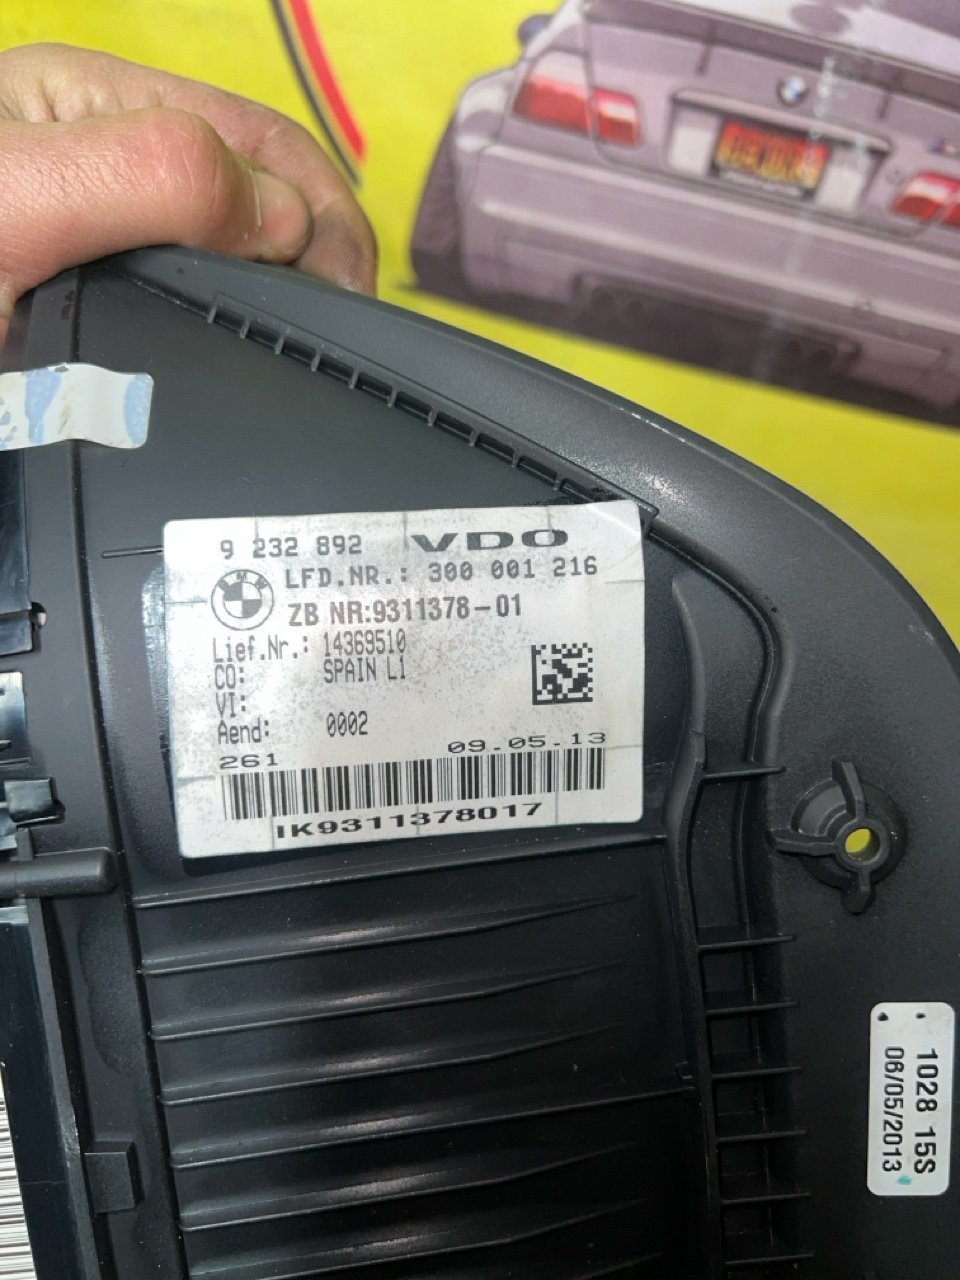 9 232 892 VDO
LFD.NR.: 300 001 216
BMW
ZB NR:9311378-01
Lief.Nr.: 14369510
CO: SPAIN L1
VI:
Aend: 0002
261 09.05.13
IK9311378017
1028 15S
06/05/2013